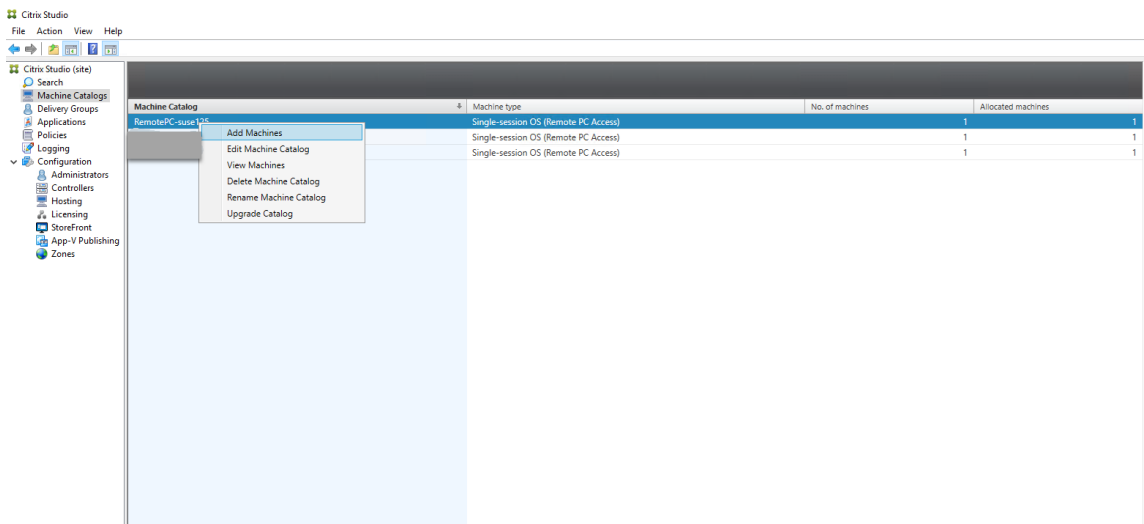 Citrix Studio
File Action View Help
Citrix Studio (site)
Search
Machine Catalogs
Delivery Groups
Applications
Policies
Logging
Configuration
Administrators
Controllers
Hosting
Licensing
StoreFront
App-V Publishing
Zones
Machine Catalog Machine type No. of machines Allocated machines
RemotePC-suse125 Single-session OS (Remote PC Access) 1 1
Single-session OS (Remote PC Access) 1 1
Single-session OS (Remote PC Access) 1 1
Add Machines
Edit Machine Catalog
View Machines
Delete Machine Catalog
Rename Machine Catalog
Upgrade Catalog